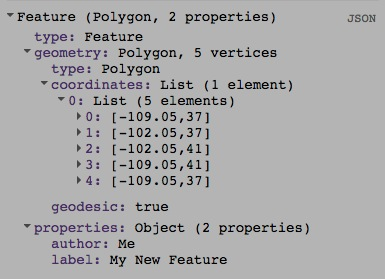 Feature (Polygon, 2 properties) JSON
type: Feature
geometry: Polygon, 5 vertices
type: Polygon
coordinates: List (1 element)
0: List (5 elements)
0: [-109.05,37]
1: [-102.05,37]
2: [-102.05,41]
3: [-109.05,41]
4: [-109.05,37]
geodesic: true
properties: Object (2 properties)
author: Me
label: My New Feature